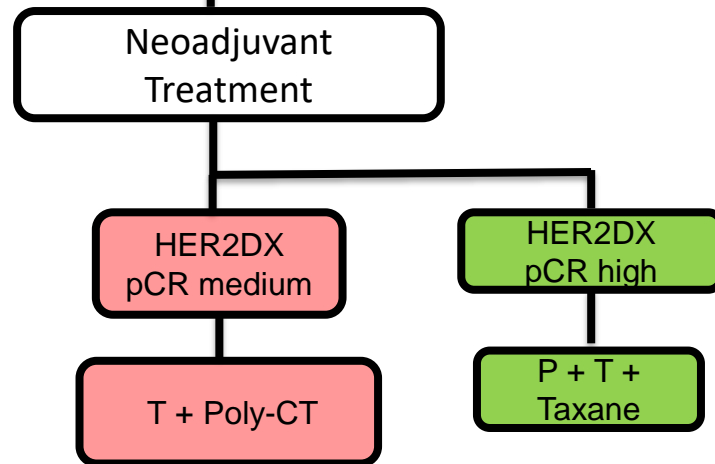 Neoadjuvant
Treatment
HER2DX
pCR medium
HER2DX
pCR high
T + Poly-CT
P + T +
Taxane